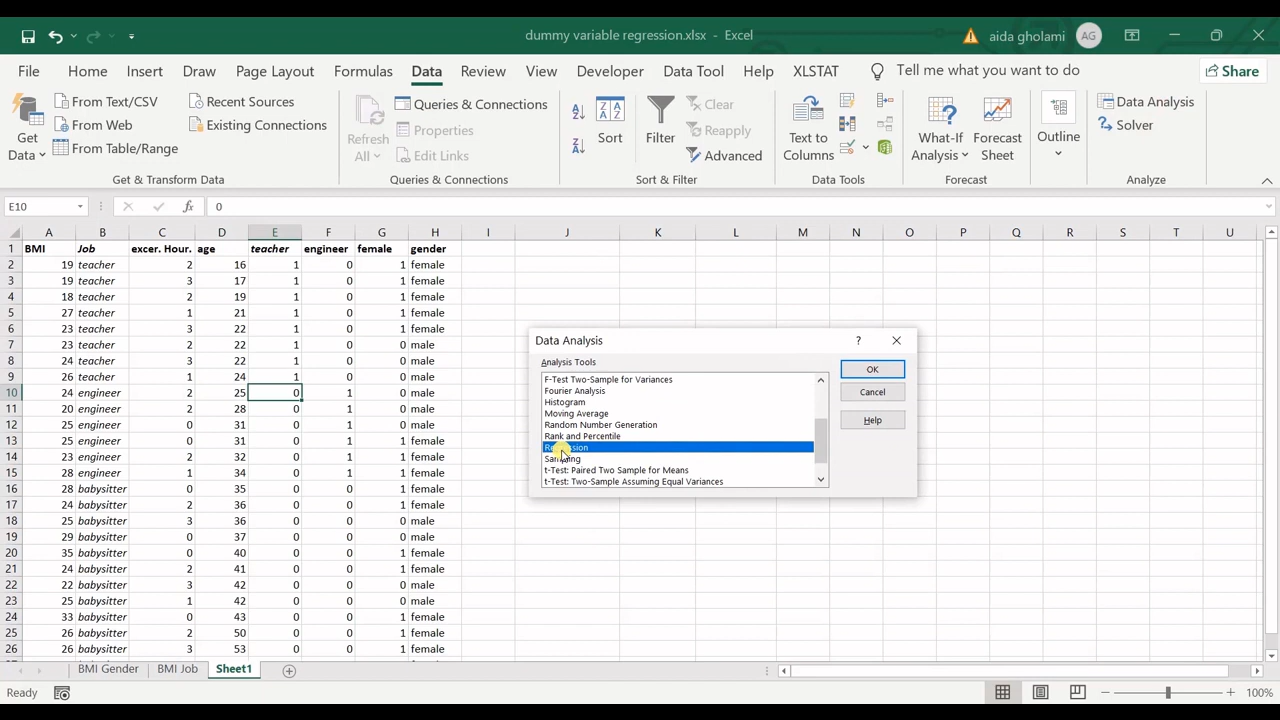 dummy variable regression.xlsx - Excel
aida gholami AG
File Home Insert Draw Page Layout Formulas Data Review View Developer Data Tool Help XLSTAT Tell me what you want to do Share
Get Data
From Text/CSV
From Web
From Table/Range
Recent Sources
Existing Connections
Refresh All
Queries & Connections
Properties
Edit Links
Sort
Filter
Clear
Reapply
Advanced
Text to Columns
What-If Analysis
Forecast Sheet
Outline
Data Analysis
Solver
Get & Transform Data Queries & Connections Sort & Filter Data Tools Forecast Analyze
E10 fx 0
A B C D E F G H I J K L M N O P Q R S T U
1 BMI Job excer. Hour. age teacher engineer female gender
2 19 teacher 2 16 1 0 1 female
3 19 teacher 3 17 1 0 1 female
4 18 teacher 2 19 1 0 1 female
5 27 teacher 1 21 1 0 1 female
6 23 teacher 3 22 1 0 1 female
7 23 teacher 2 22 1 0 0 male
8 24 teacher 3 22 1 0 0 male
9 26 teacher 1 24 1 0 0 male
10 24 engineer 2 25 0 1 0 male
11 20 engineer 2 28 0 1 0 male
12 25 engineer 0 31 0 1 0 male
13 25 engineer 0 31 0 1 1 female
14 23 engineer 2 32 0 1 1 female
15 28 engineer 1 34 0 1 1 female
16 28 babysitter 0 35 0 0 1 female
17 24 babysitter 2 36 0 0 1 female
18 25 babysitter 3 36 0 0 0 male
19 29 babysitter 0 37 0 0 0 male
20 35 babysitter 0 40 0 0 1 female
21 24 babysitter 2 41 0 0 1 female
22 22 babysitter 3 42 0 0 0 male
23 25 babysitter 1 42 0 0 0 male
24 33 babysitter 0 43 0 0 1 female
25 26 babysitter 2 50 0 0 1 female
26 26 babysitter 3 53 0 0 1 female
Data Analysis ?
Analysis Tools
F-Test Two-Sample for Variances
Fourier Analysis
Histogram
Moving Average
Random Number Generation
Rank and Percentile
Regression
Sampling
t-Test: Paired Two Sample for Means
t-Test: Two-Sample Assuming Equal Variances
OK
Cancel
Help
BMI Gender BMI Job Sheet1
Ready 100%